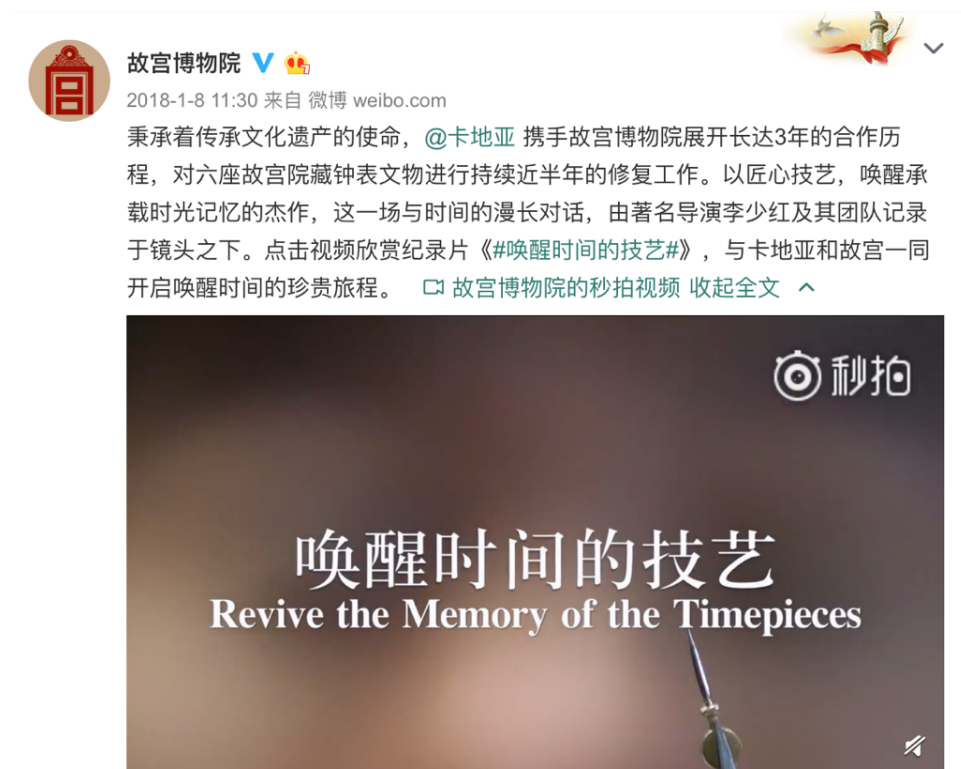 故宫博物院
2018-1-8 11:30 来自 微博 weibo.com
秉承着传承文化遗产的使命，@卡地亚 携手故宫博物院展开长达3年的合作历
程，对六座故宫院藏钟表文物进行持续近半年的修复工作。以匠心技艺，唤醒承
载时光记忆的杰作，这一场与时间的漫长对话，由著名导演李少红及其团队记录
于镜头之下。点击视频欣赏纪录片《#唤醒时间的技艺#》，与卡地亚和故宫一同
开启唤醒时间的珍贵旅程。 故宫博物院的秒拍视频 收起全文
秒拍
唤醒时间的技艺
Revive the Memory of the Timepieces